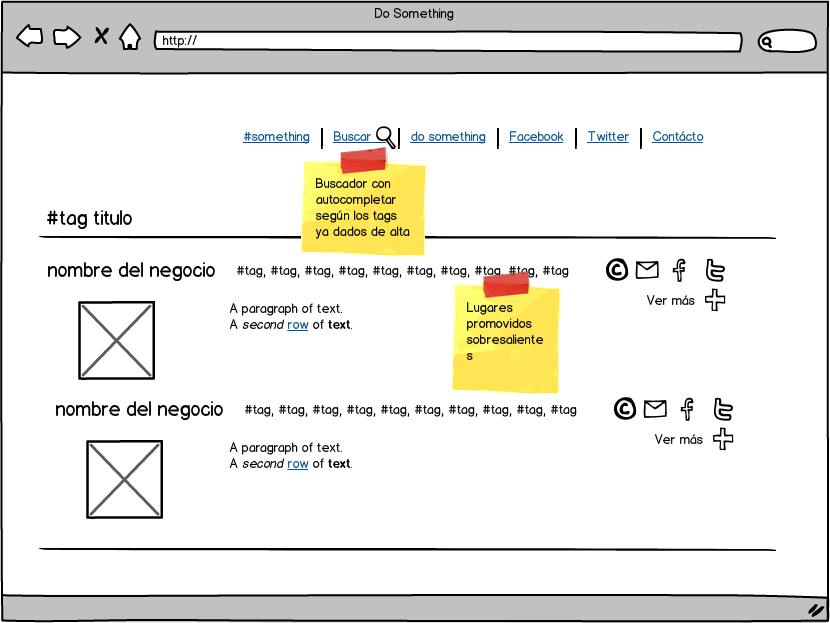 Do Something
http://
#something | Buscar | do something | Facebook | Twitter | Contácto
Buscador con
autocompletar
según los tags
ya dados de alta
#tag titulo
nombre del negocio
#tag, #tag, #tag, #tag, #tag, #tag, #tag, #tag, #tag, #tag
Ver más
A paragraph of text.
A second row of text.
Lugares
promovidos
sobresaliente
s
nombre del negocio
#tag, #tag, #tag, #tag, #tag, #tag, #tag, #tag, #tag, #tag
Ver más
A paragraph of text.
A second row of text.